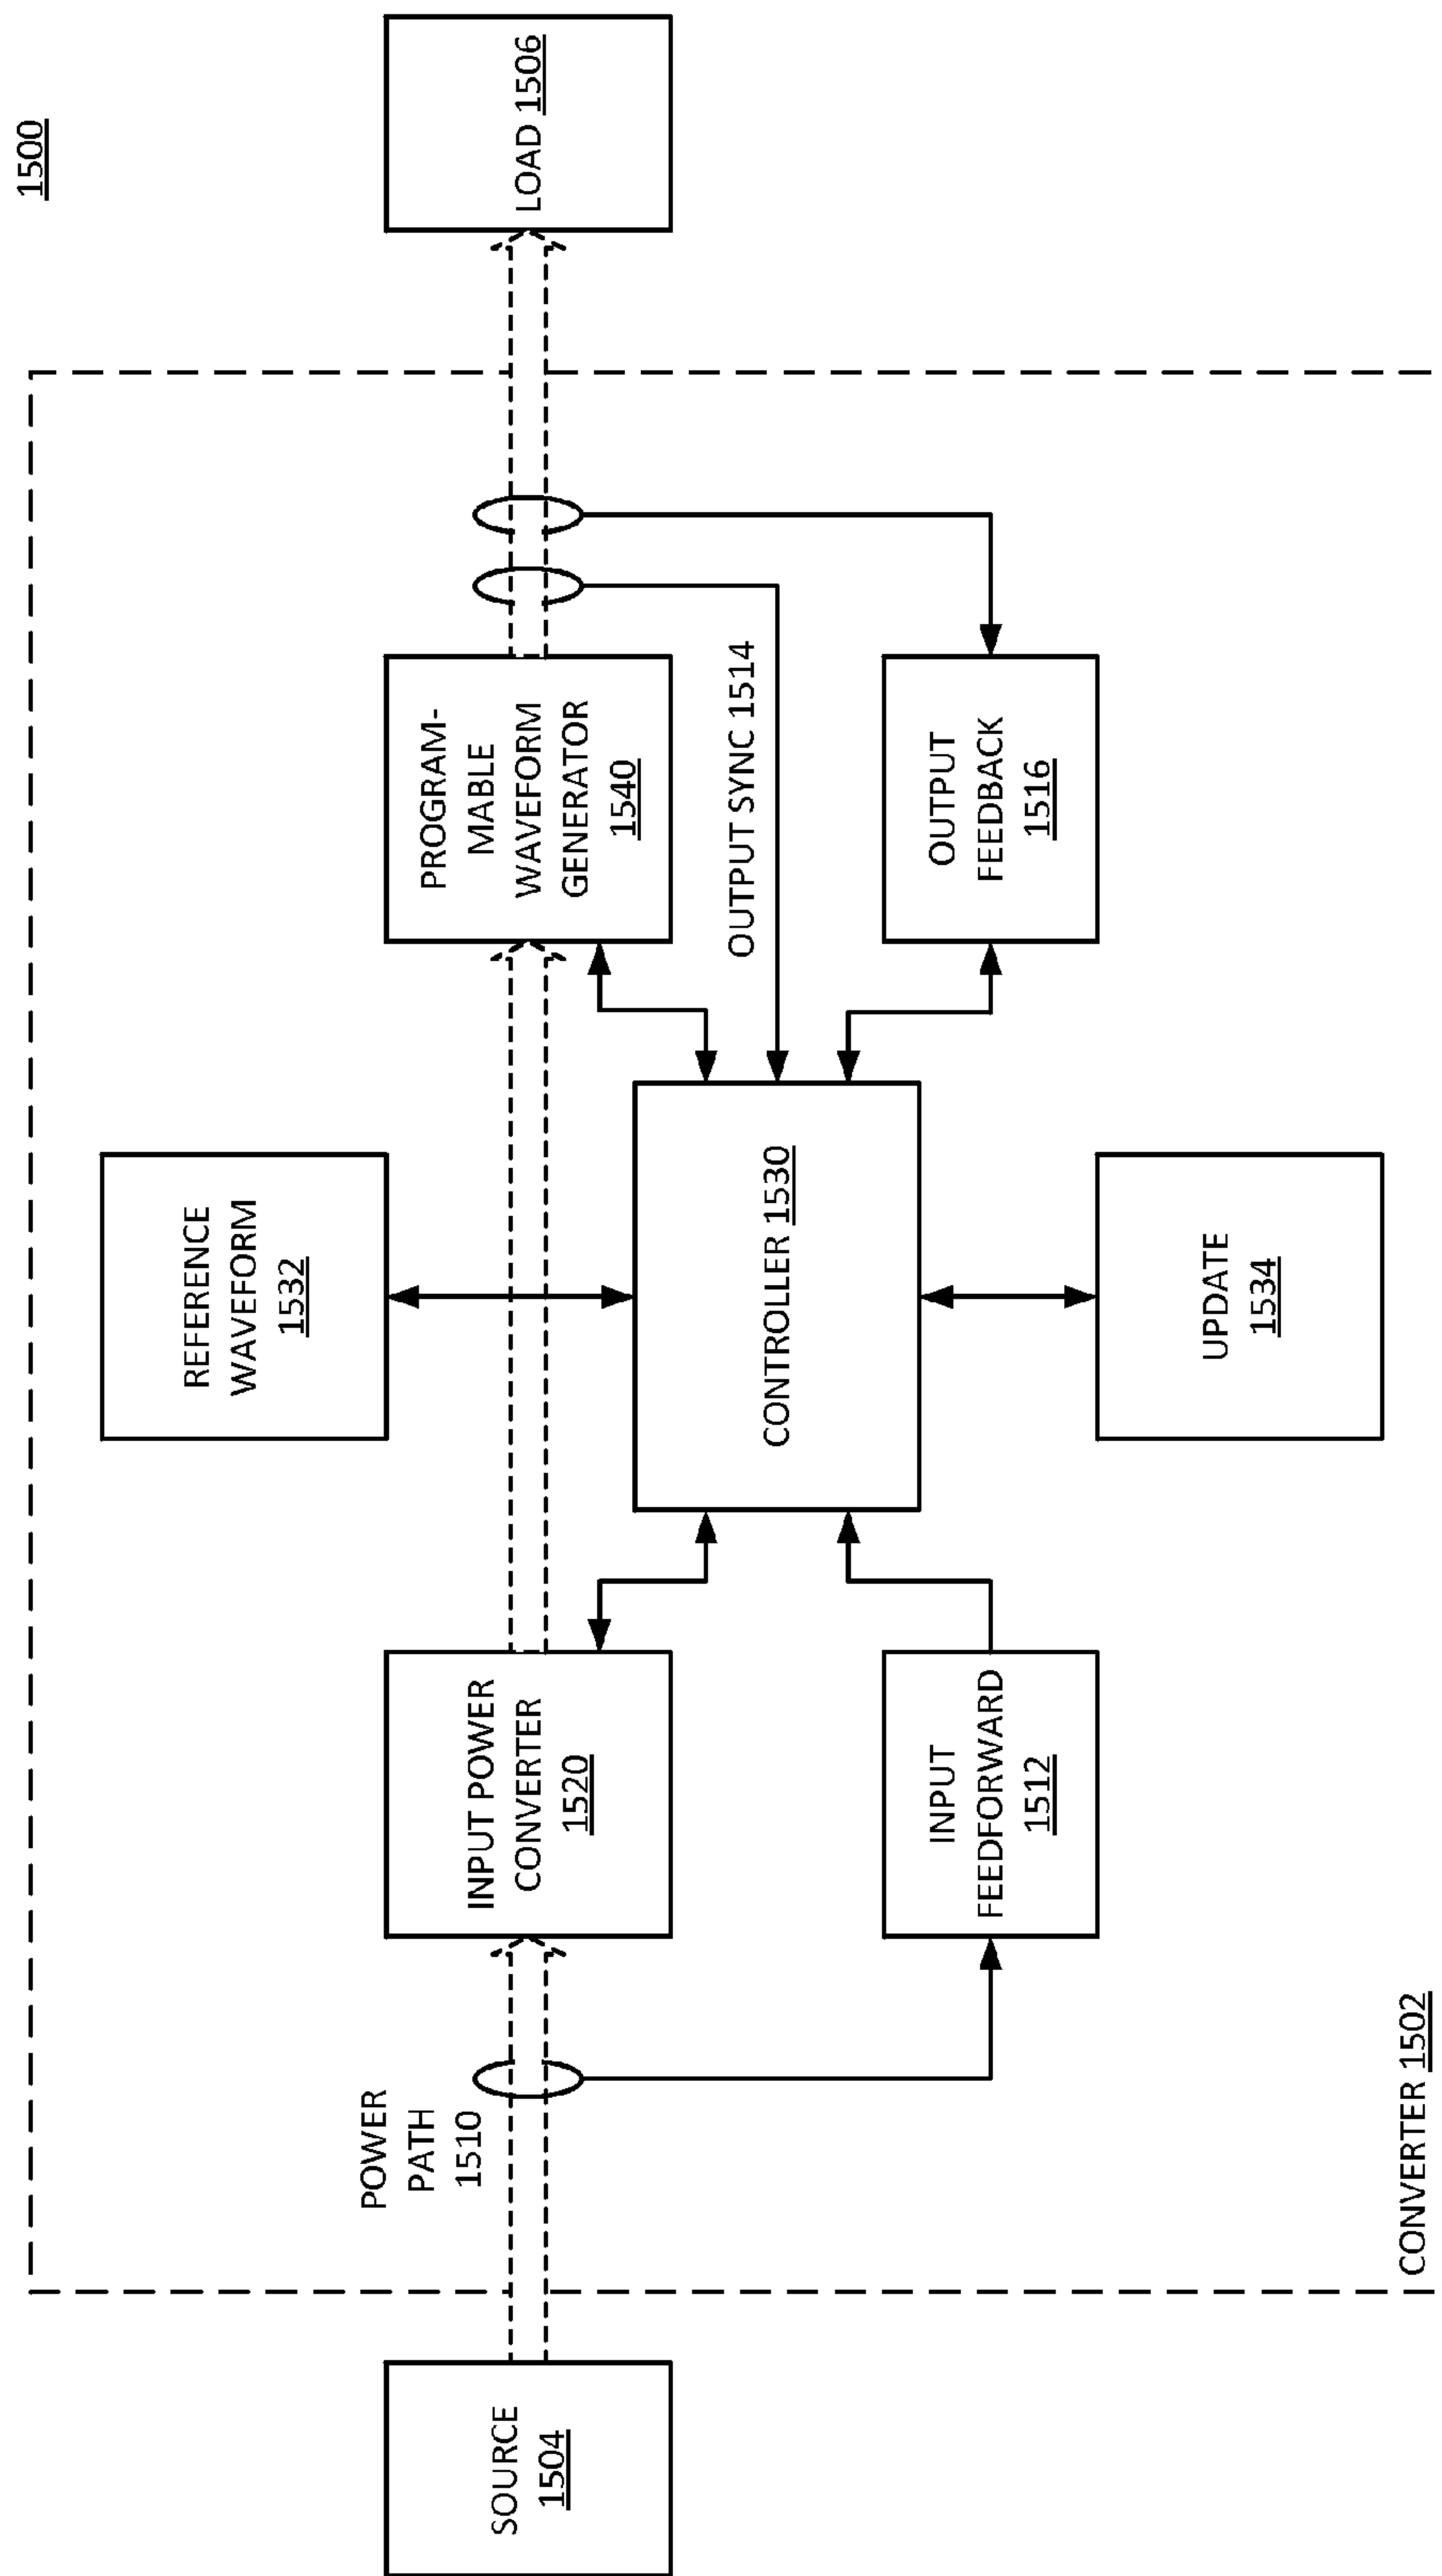 1500
REFERENCE
WAVEFORM
1532
POWER
PATH
1510
SOURCE
1504
INPUT POWER
CONVERTER
1520
PROGRAM-
MABLE
WAVEFORM
GENERATOR
1540
LOAD 1506
OUTPUT SYNC 1514
CONTROLLER 1530
INPUT
FEEDFORWARD
1512
OUTPUT
FEEDBACK
1516
UPDATE
1534
CONVERTER 1502